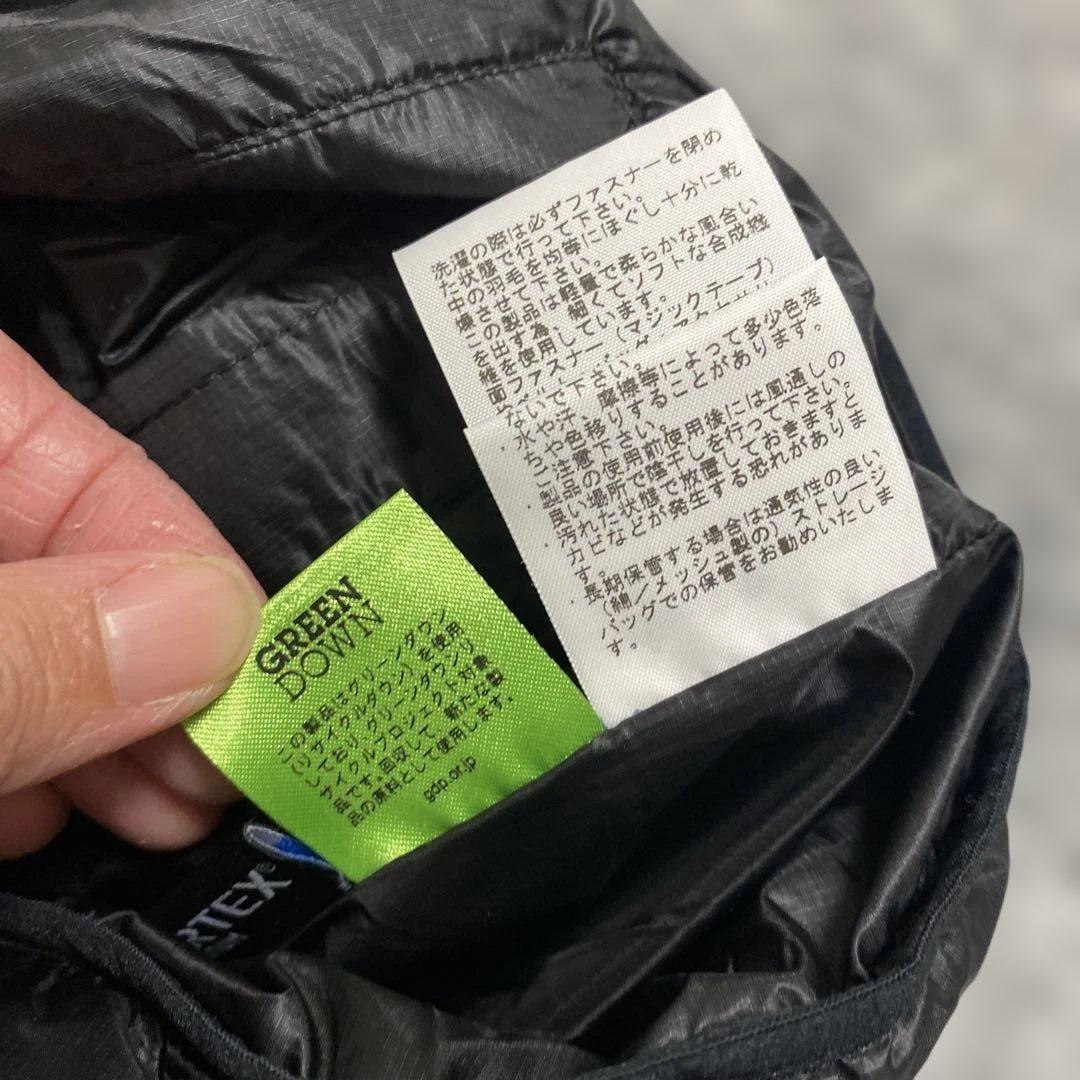 洗濯の際は必ずファスナーを閉め
た状態で行って下さい。
中の羽毛を均等にほぐし十分に乾
燥させて下さい。
この製品は軽量で柔らかな風合い
を出す為、細くてソフトな合成繊
維を使用しています。
面ファスナー(マジックテープ)
ないで下さい。
・水や汗、摩擦等によって多少色落
ちや色移りすることがあります。
ご注意下さい。
・製品の使用前使用後には風通しの
良い場所で陰干しを行って下さい。
汚れた状態で放置しておきますと
カビなどが発生する恐れがありま
す。
・長期保管する場合は通気性の良い
(綿/メッシュ製の)ストレージ
バッグでの保管をお勧めいたしま
す。
GREEN
DOWN
この製品はグリーンダウン
(リサイクルダウン)を使用
しており グリーンダウンリ
サイクルプロジェクト対象
品です。回収して、新たな製
品の原料として使用します。
gdp.or.jp
RTEX®